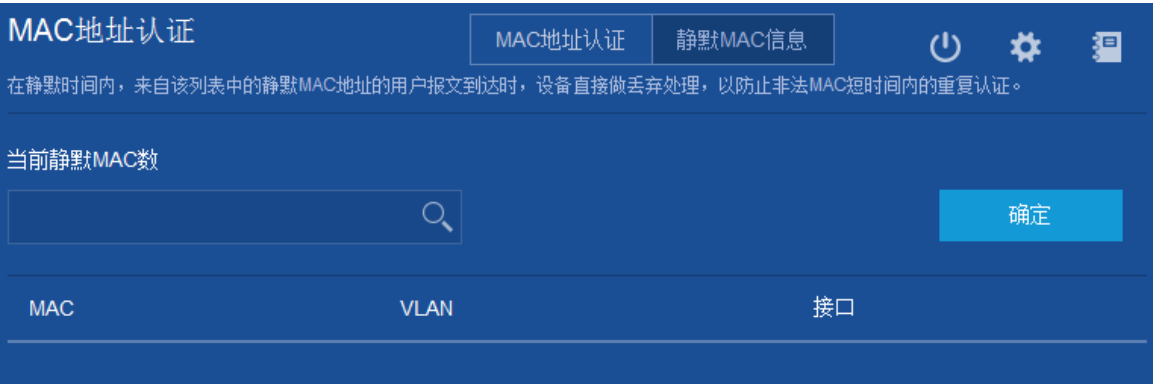 MAC地址认证
MAC地址认证 静默MAC信息
在静默时间内，来自该列表中的静默MAC地址的用户报文到达时，设备直接做丢弃处理，以防止非法MAC短时间内的重复认证。
当前静默MAC数
确定
MAC VLAN 接口